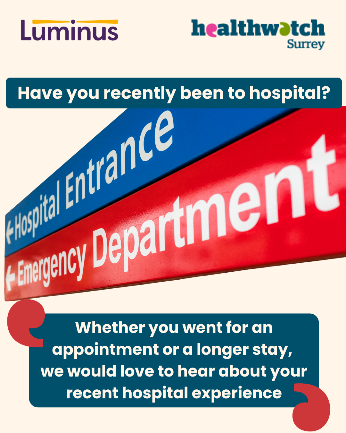 Luminus
healthwatch
Surrey
Have you recently been to hospital?
Hospital Entrance
Emergency Department
Whether you went for an
appointment or a longer stay,
we would love to hear about your
recent hospital experience